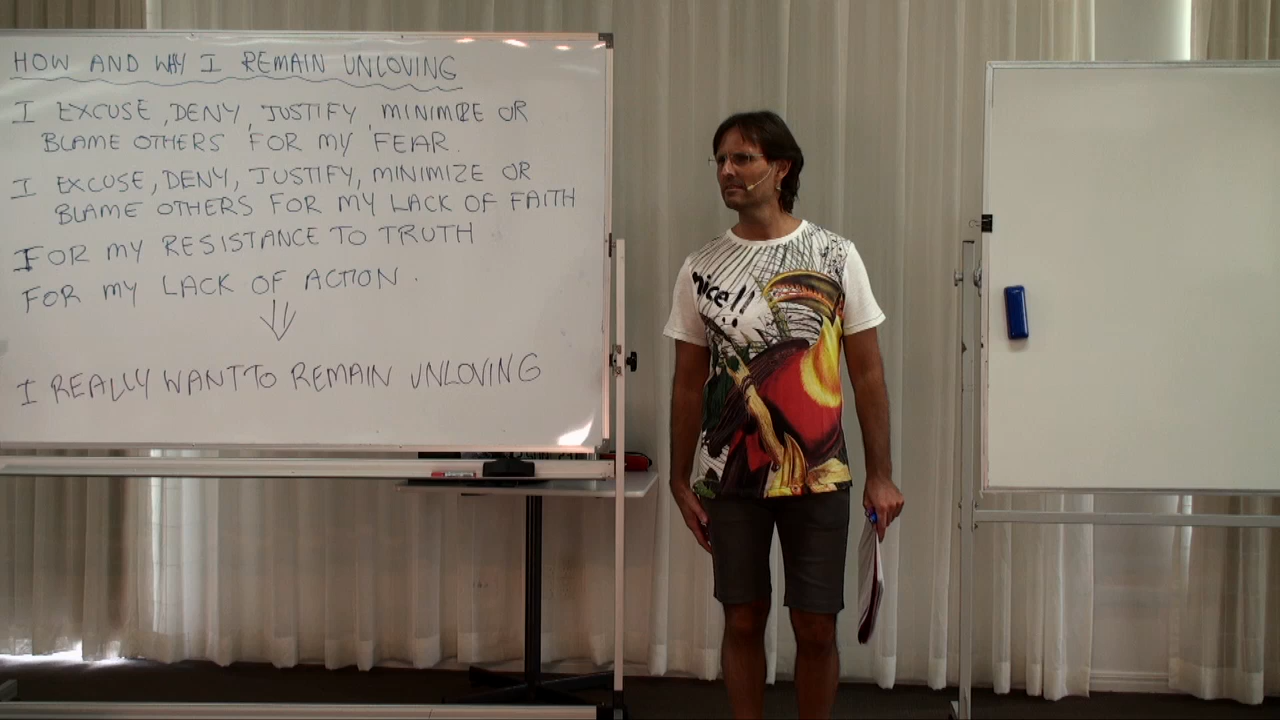 HOW AND WHY I REMAIN UNLOVING
I EXCUSE, DENY, JUSTIFY, MINIMIZE OR
BLAME OTHERS FOR MY FEAR.
I EXCUSE, DENY, JUSTIFY, MINIMIZE OR
BLAME OTHERS FOR MY LACK OF FAITH
FOR MY RESISTANCE TO TRUTH
FOR MY LACK OF ACTION.
I REALLY WANT TO REMAIN UNLOVING
nice!!